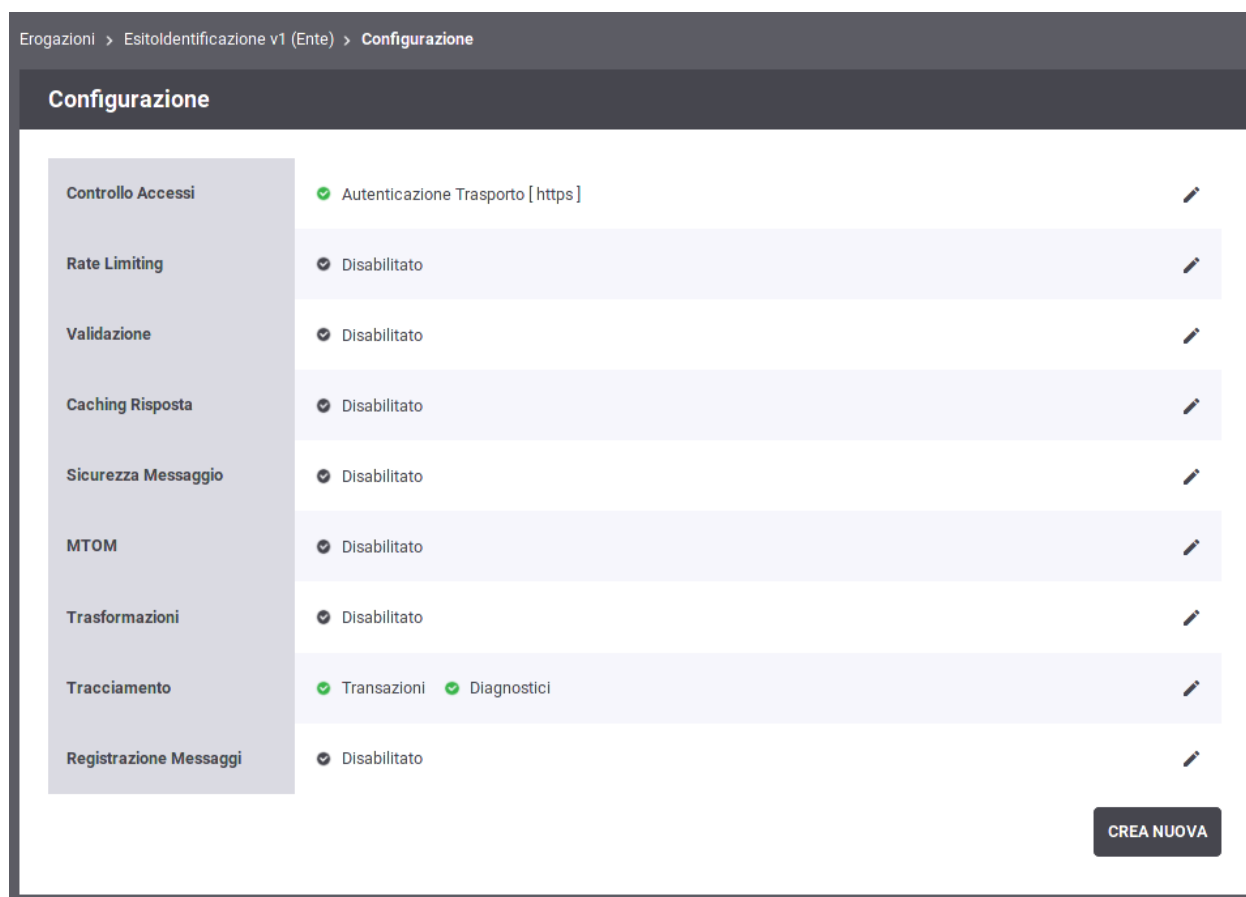 Erogazioni > EsitoIdentificazione v1 (Ente) > Configurazione
Configurazione
Controllo Accessi Autenticazione Trasporto [ https ]
Rate Limiting Disabilitato
Validazione Disabilitato
Caching Risposta Disabilitato
Sicurezza Messaggio Disabilitato
MTOM Disabilitato
Trasformazioni Disabilitato
Tracciamento Transazioni Diagnostici
Registrazione Messaggi Disabilitato
CREA NUOVA